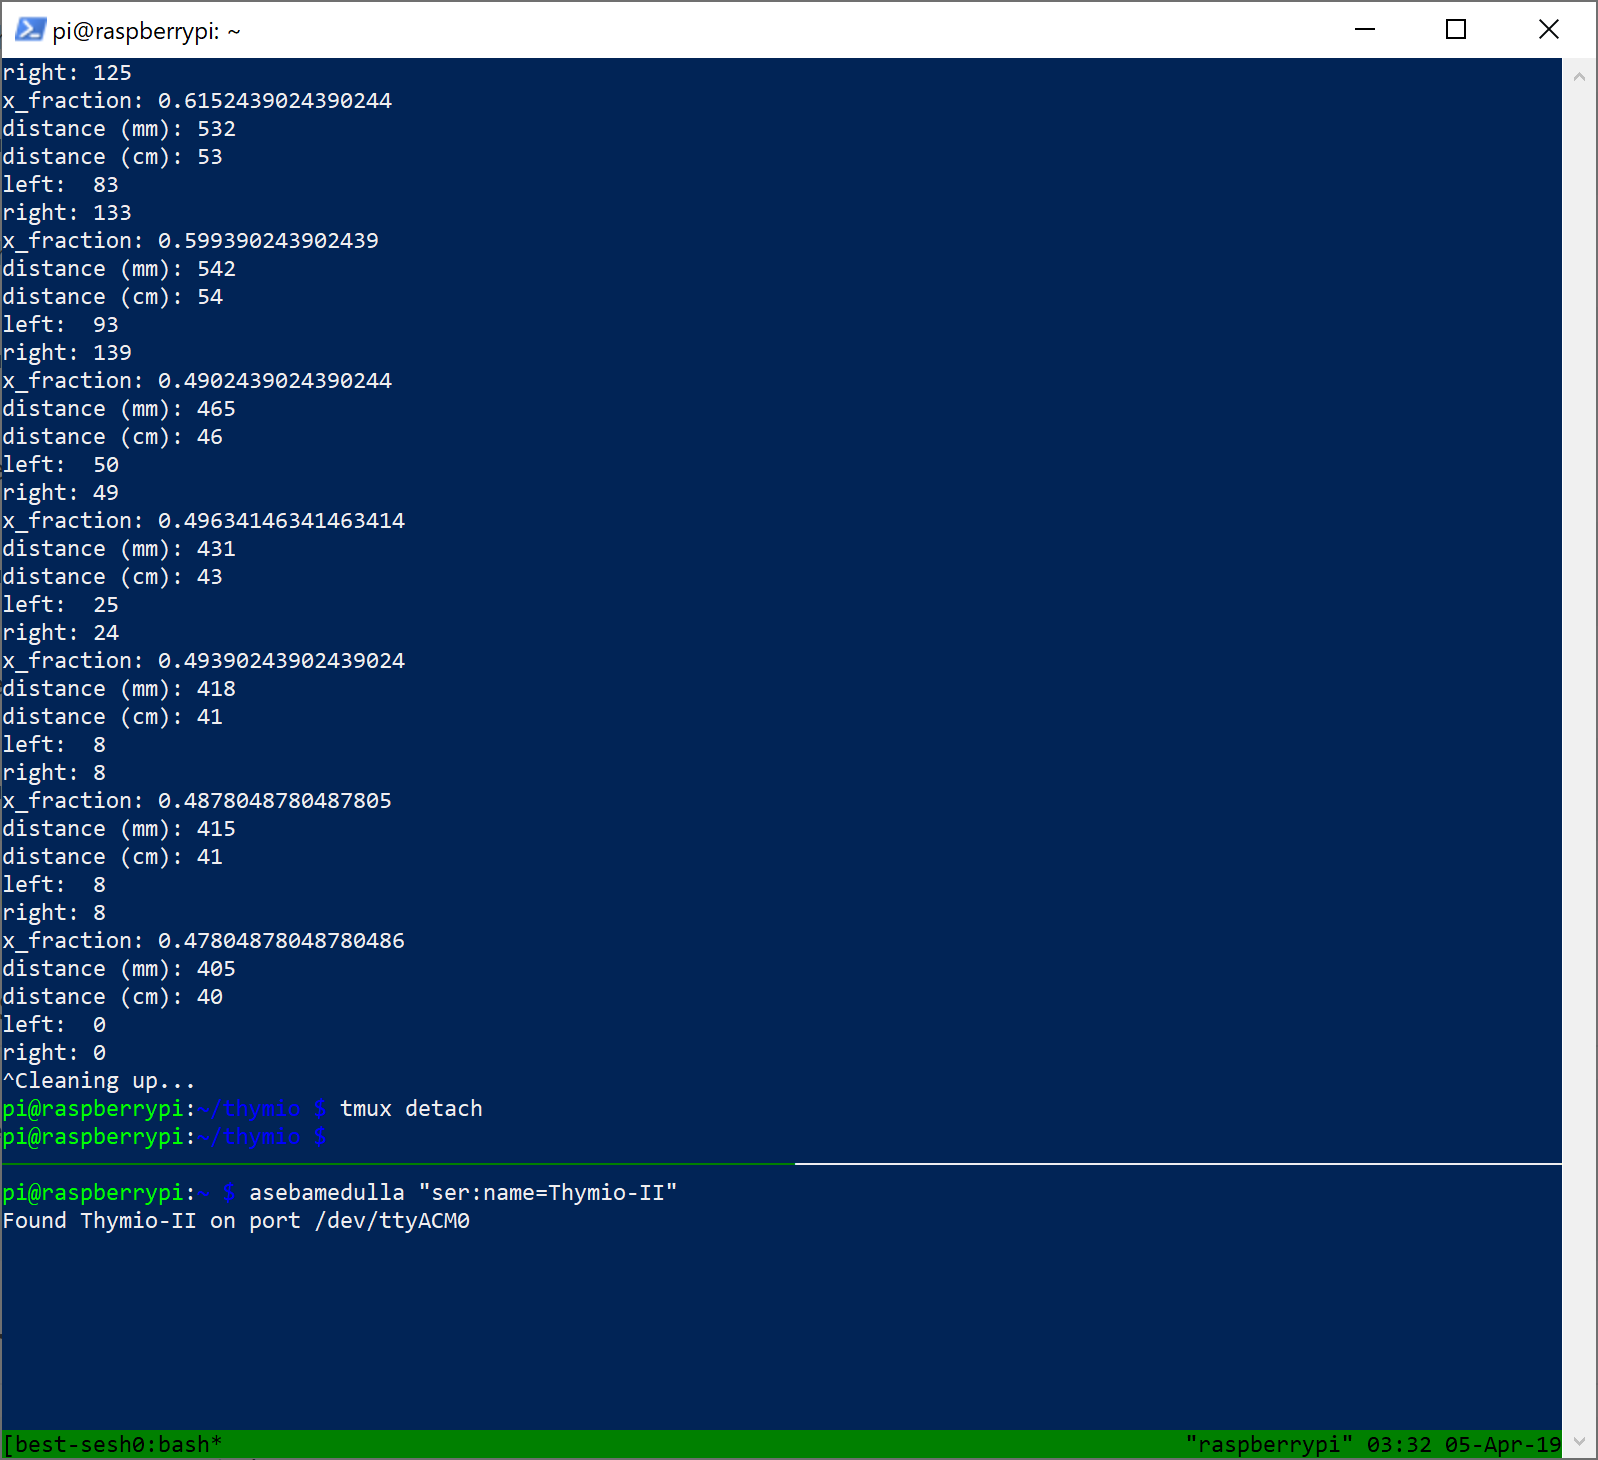 pi@raspberrypi: ~
right: 125
x_fraction: 0.6152439024390244
distance (mm): 532
distance (cm): 53
left:  83
right: 133
x_fraction: 0.599390243902439
distance (mm): 542
distance (cm): 54
left:  93
right: 139
x_fraction: 0.4902439024390244
distance (mm): 465
distance (cm): 46
left:  50
right: 49
x_fraction: 0.49634146341463414
distance (mm): 431
distance (cm): 43
left:  25
right: 24
x_fraction: 0.49390243902439024
distance (mm): 418
distance (cm): 41
left:  8
right: 8
x_fraction: 0.4878048780487805
distance (mm): 415
distance (cm): 41
left:  8
right: 8
x_fraction: 0.47804878048780486
distance (mm): 405
distance (cm): 40
left:  0
right: 0
^Cleaning up...
pi@raspberrypi:~/thymio $ tmux detach
pi@raspberrypi:~/thymio $
pi@raspberrypi:~ $ asebamedulla "ser:name=Thymio-II"
Found Thymio-II on port /dev/ttyACM0
[best-sesh0:bash* "raspberrypi" 03:32 05-Apr-19